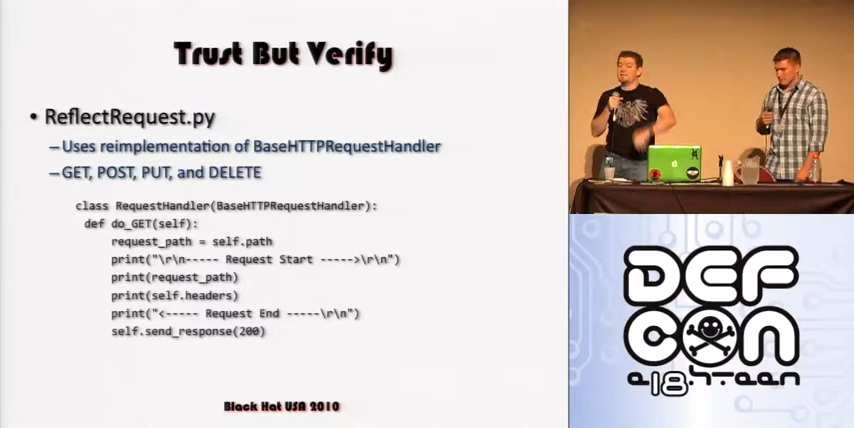 Trust But Verify
• ReflectRequest.py
–Uses reimplementation of BaseHTTPRequestHandler
–GET, POST, PUT, and DELETE
class RequestHandler(BaseHTTPRequestHandler):
def do_GET(self):
request_path = self.path
print("\r\n----- Request Start ----->\r\n")
print(request_path)
print(self.headers)
print("<----- Request End -----\r\n")
self.send_response(200)
Black Hat USA 2010
DEF
CON
e18h-teen